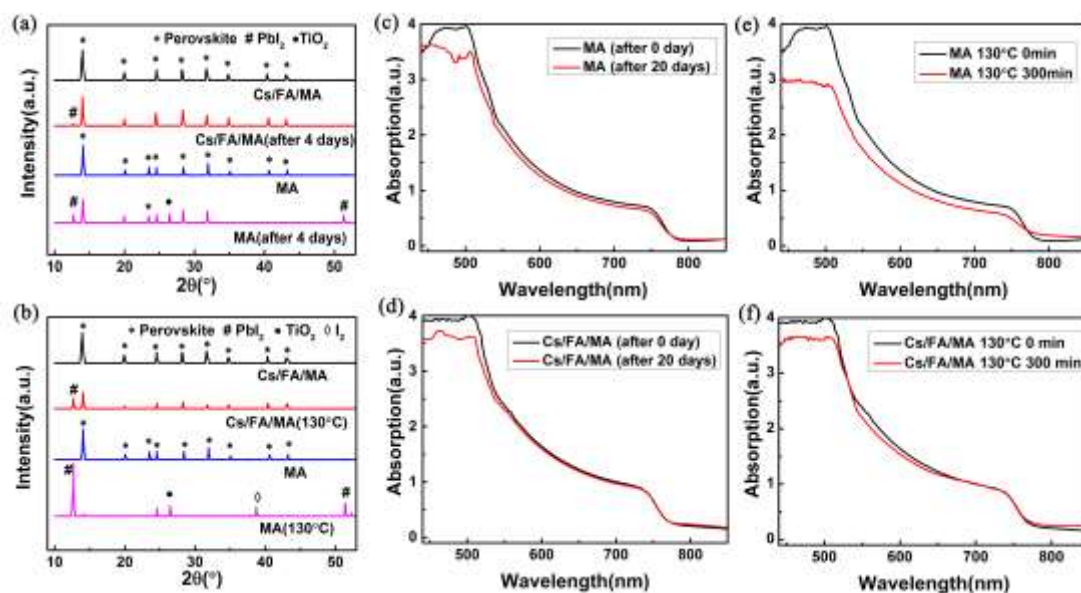 (a)
* Perovskite # PbI₂ •TiO₂
Cs/FA/MA
#
Cs/FA/MA(after 4 days)
MA
#
#
MA(after 4 days)
Intensity(a.u.)
10 20 30 40 50
2θ(°)
(b)
* Perovskite # PbI₂ • TiO₂ ◊ I₂
Cs/FA/MA
#
Cs/FA/MA(130°C)
MA
#
#
MA(130°C)
Intensity(a.u.)
10 20 30 40 50
2θ(°)
(c)
MA (after 0 day)
MA (after 20 days)
Absorption(a.u.)
4
3
2
1
0
500 600 700 800
Wavelength(nm)
(d)
Cs/FA/MA (after 0 day)
Cs/FA/MA (after 20 days)
Absorption(a.u.)
4
3
2
1
0
500 600 700 800
Wavelength(nm)
(e)
MA 130°C 0min
MA 130°C 300min
Absorption(a.u.)
4
3
2
1
0
500 600 700 800
Wavelength(nm)
(f)
Cs/FA/MA 130°C 0 min
Cs/FA/MA 130°C 300 min
Absorption(a.u.)
4
3
2
1
0
500 600 700 800
Wavelength(nm)